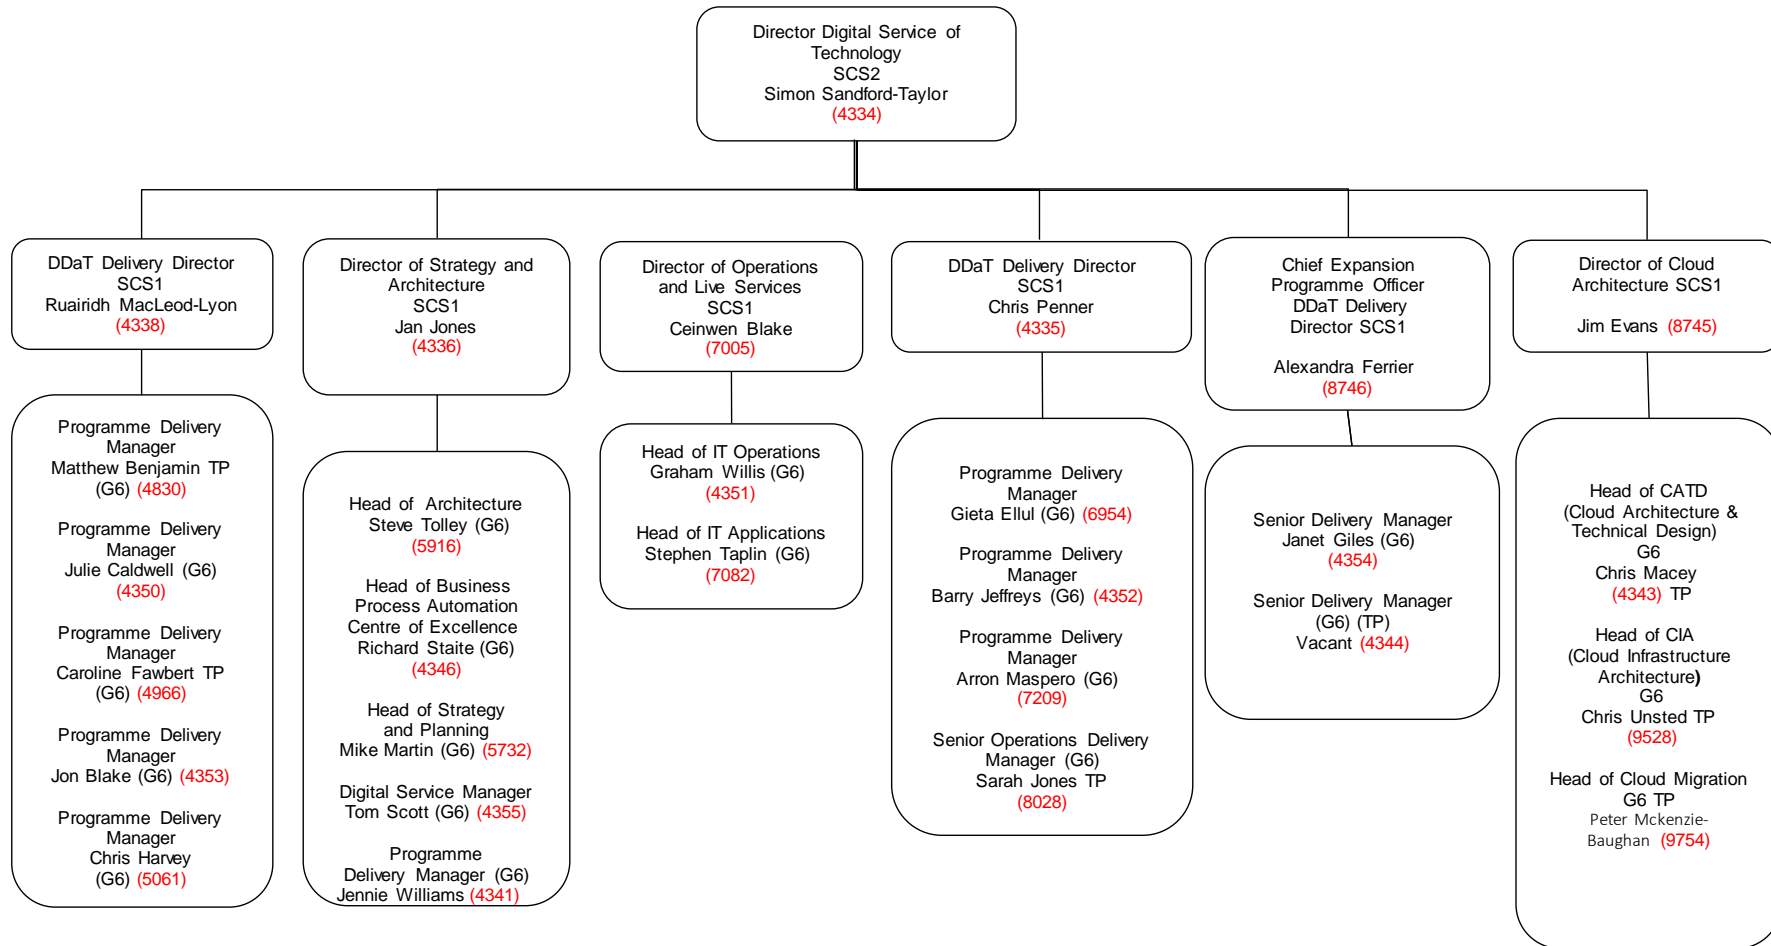 Director Digital Service of
Technology
SCS2
Simon Sandford-Taylor
(4334)
DDaT Delivery Director
SCS1
Ruairidh MacLeod-Lyon
(4338)
Director of Strategy and
Architecture
SCS1
Jan Jones
(4336)
Director of Operations
and Live Services
SCS1
Ceinwen Blake
(7005)
DDaT Delivery Director
SCS1
Chris Penner
(4335)
Chief Expansion
Programme Officer
DDaT Delivery
Director SCS1
Alexandra Ferrier
(8746)
Director of Cloud
Architecture SCS1
Jim Evans (8745)
Programme Delivery
Manager
Matthew Benjamin TP
(G6) (4830)
Programme Delivery
Manager
Julie Caldwell (G6)
(4350)
Programme Delivery
Manager
Caroline Fawbert TP
(G6) (4966)
Programme Delivery
Manager
Jon Blake (G6) (4353)
Programme Delivery
Manager
Chris Harvey
(G6) (5061)
Head of Architecture
Steve Tolley (G6)
(5916)
Head of Business
Process Automation
Centre of Excellence
Richard Staite (G6)
(4346)
Head of Strategy
and Planning
Mike Martin (G6) (5732)
Digital Service Manager
Tom Scott (G6) (4355)
Programme
Delivery Manager (G6)
Jennie Williams (4341)
Head of IT Operations
Graham Willis (G6)
(4351)
Head of IT Applications
Stephen Taplin (G6)
(7082)
Programme Delivery
Manager
Gieta Ellul (G6) (6954)
Programme Delivery
Manager
Barry Jeffreys (G6) (4352)
Programme Delivery
Manager
Arron Maspero (G6)
(7209)
Senior Operations Delivery
Manager (G6)
Sarah Jones TP
(8028)
Senior Delivery Manager
Janet Giles (G6)
(4354)
Senior Delivery Manager
(G6) (TP)
Vacant (4344)
Head of CATD
(Cloud Architecture &
Technical Design)
G6
Chris Macey
(4343) TP
Head of CIA
(Cloud Infrastructure
Architecture)
G6
Chris Unsted TP
(9528)
Head of Cloud Migration
G6 TP
Peter Mckenzie-
Baughan (9754)